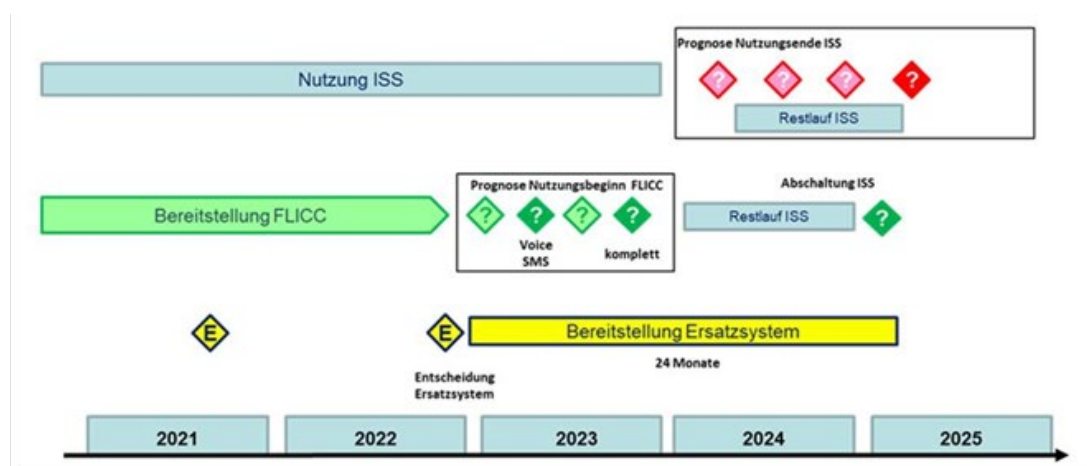 Prognose Nutzungsende ISS
Nutzung ISS
? ? ? ?
Restlauf ISS
Prognose Nutzungsbeginn FLICC
Abschaltung ISS
Bereitstellung FLICC
? ? ? ?
Restlauf ISS
?
Voice
SMS
komplett
E
E
Bereitstellung Ersatzsystem
24 Monate
Entscheidung
Ersatzsystem
2021
2022
2023
2024
2025